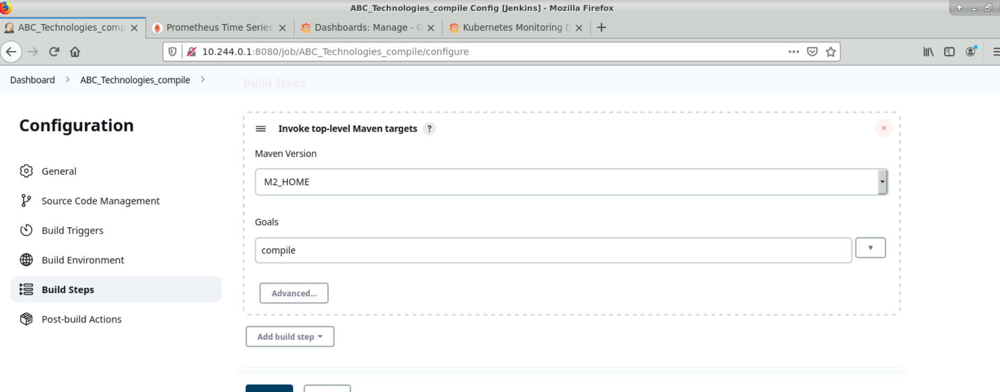 ABC_Technologies_compile Config [Jenkins] - Mozilla Firefox
ABC_Technologies_comp
Prometheus Time Series
Dashboards: Manage - G
Kubernetes Monitoring D
10.244.0.1:8080/job/ABC_Technologies_compile/configure
Dashboard
ABC_Technologies_compile
Build Steps
Configuration
General
Source Code Management
Build Triggers
Build Environment
Build Steps
Post-build Actions
Invoke top-level Maven targets ?
Maven Version
M2_HOME
Goals
compile
Advanced...
Add build step